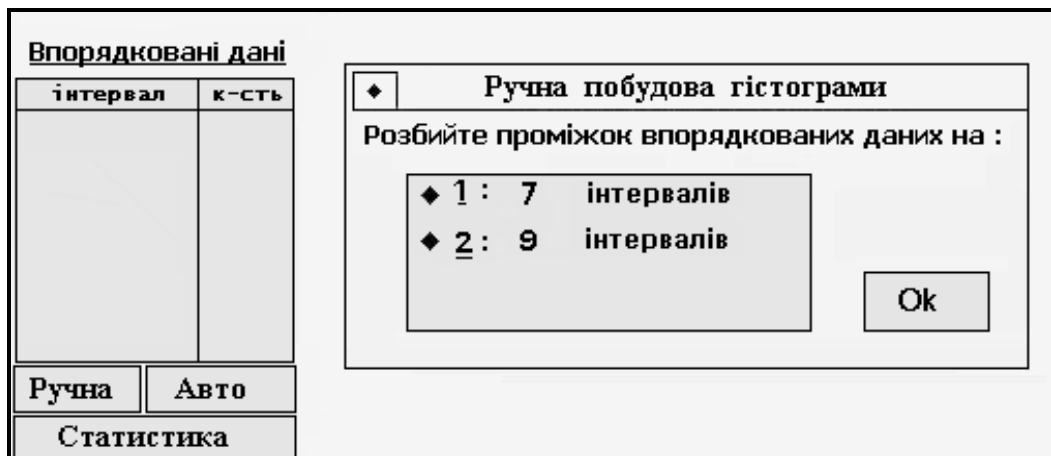 Впорядковані дані
інтервал к-сть
Ручна Авто
Статистика
Ручна побудова гістограми
Розбийте проміжок впорядкованих даних на :
1 : 7 інтервалів
2 : 9 інтервалів
Ok